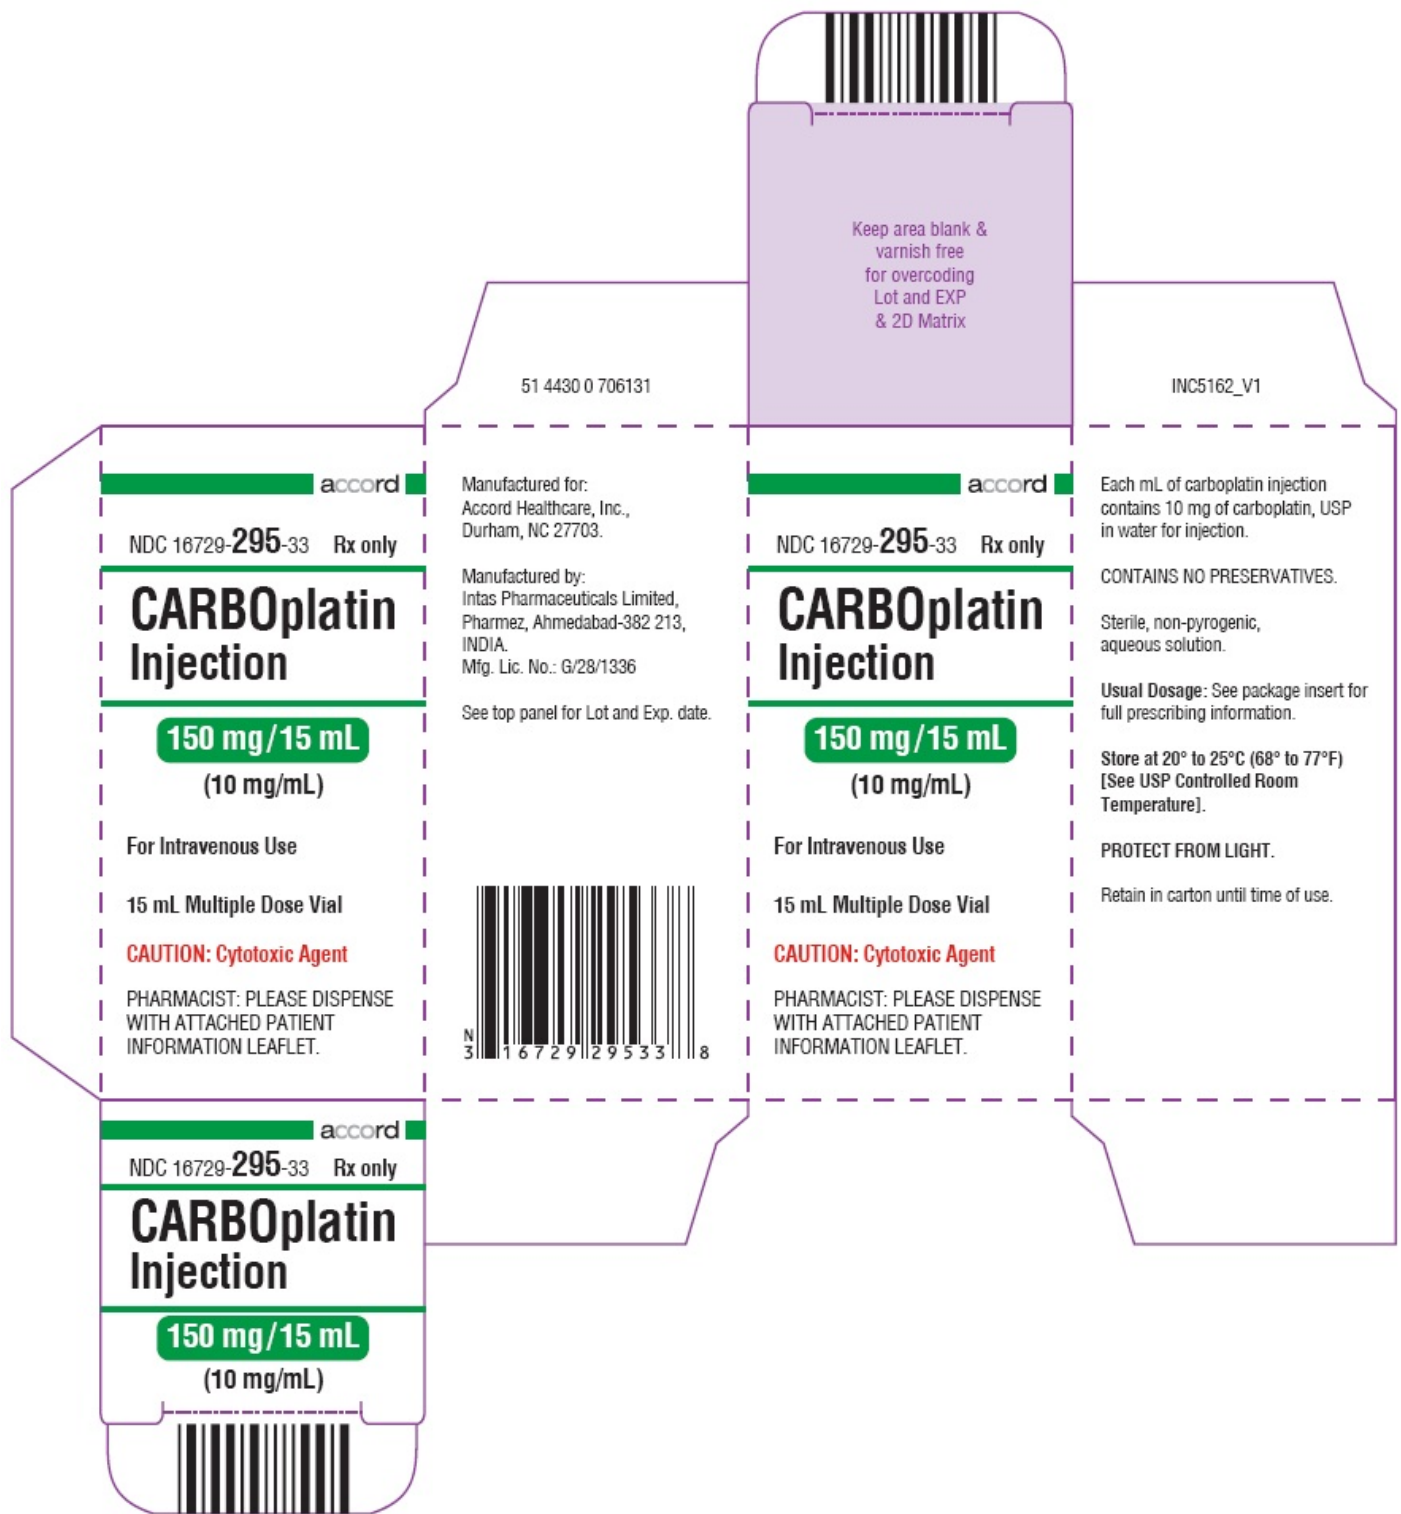 Keep area blank &
varnish free
for overcoding
Lot and EXP
& 2D Matrix
51 4430 0 706131
INC5162_V1
accord
NDC 16729-295-33 Rx only
CARBOplatin
Injection
150 mg/15 mL
(10 mg/mL)
For Intravenous Use
15 mL Multiple Dose Vial
CAUTION: Cytotoxic Agent
PHARMACIST: PLEASE DISPENSE
WITH ATTACHED PATIENT
INFORMATION LEAFLET.
Manufactured for:
Accord Healthcare, Inc.,
Durham, NC 27703.
Manufactured by:
Intas Pharmaceuticals Limited,
Pharmez, Ahmedabad-382 213,
INDIA.
Mfg. Lic. No.: G/28/1336
See top panel for Lot and Exp. date.
N
3 16729 29533 8
accord
NDC 16729-295-33 Rx only
CARBOplatin
Injection
150 mg/15 mL
(10 mg/mL)
For Intravenous Use
15 mL Multiple Dose Vial
CAUTION: Cytotoxic Agent
PHARMACIST: PLEASE DISPENSE
WITH ATTACHED PATIENT
INFORMATION LEAFLET.
Each mL of carboplatin injection
contains 10 mg of carboplatin, USP
in water for injection.
CONTAINS NO PRESERVATIVES.
Sterile, non-pyrogenic,
aqueous solution.
Usual Dosage: See package insert for
full prescribing information.
Store at 20° to 25°C (68° to 77°F)
[See USP Controlled Room
Temperature].
PROTECT FROM LIGHT.
Retain in carton until time of use.
accord
NDC 16729-295-33 Rx only
CARBOplatin
Injection
150 mg/15 mL
(10 mg/mL)